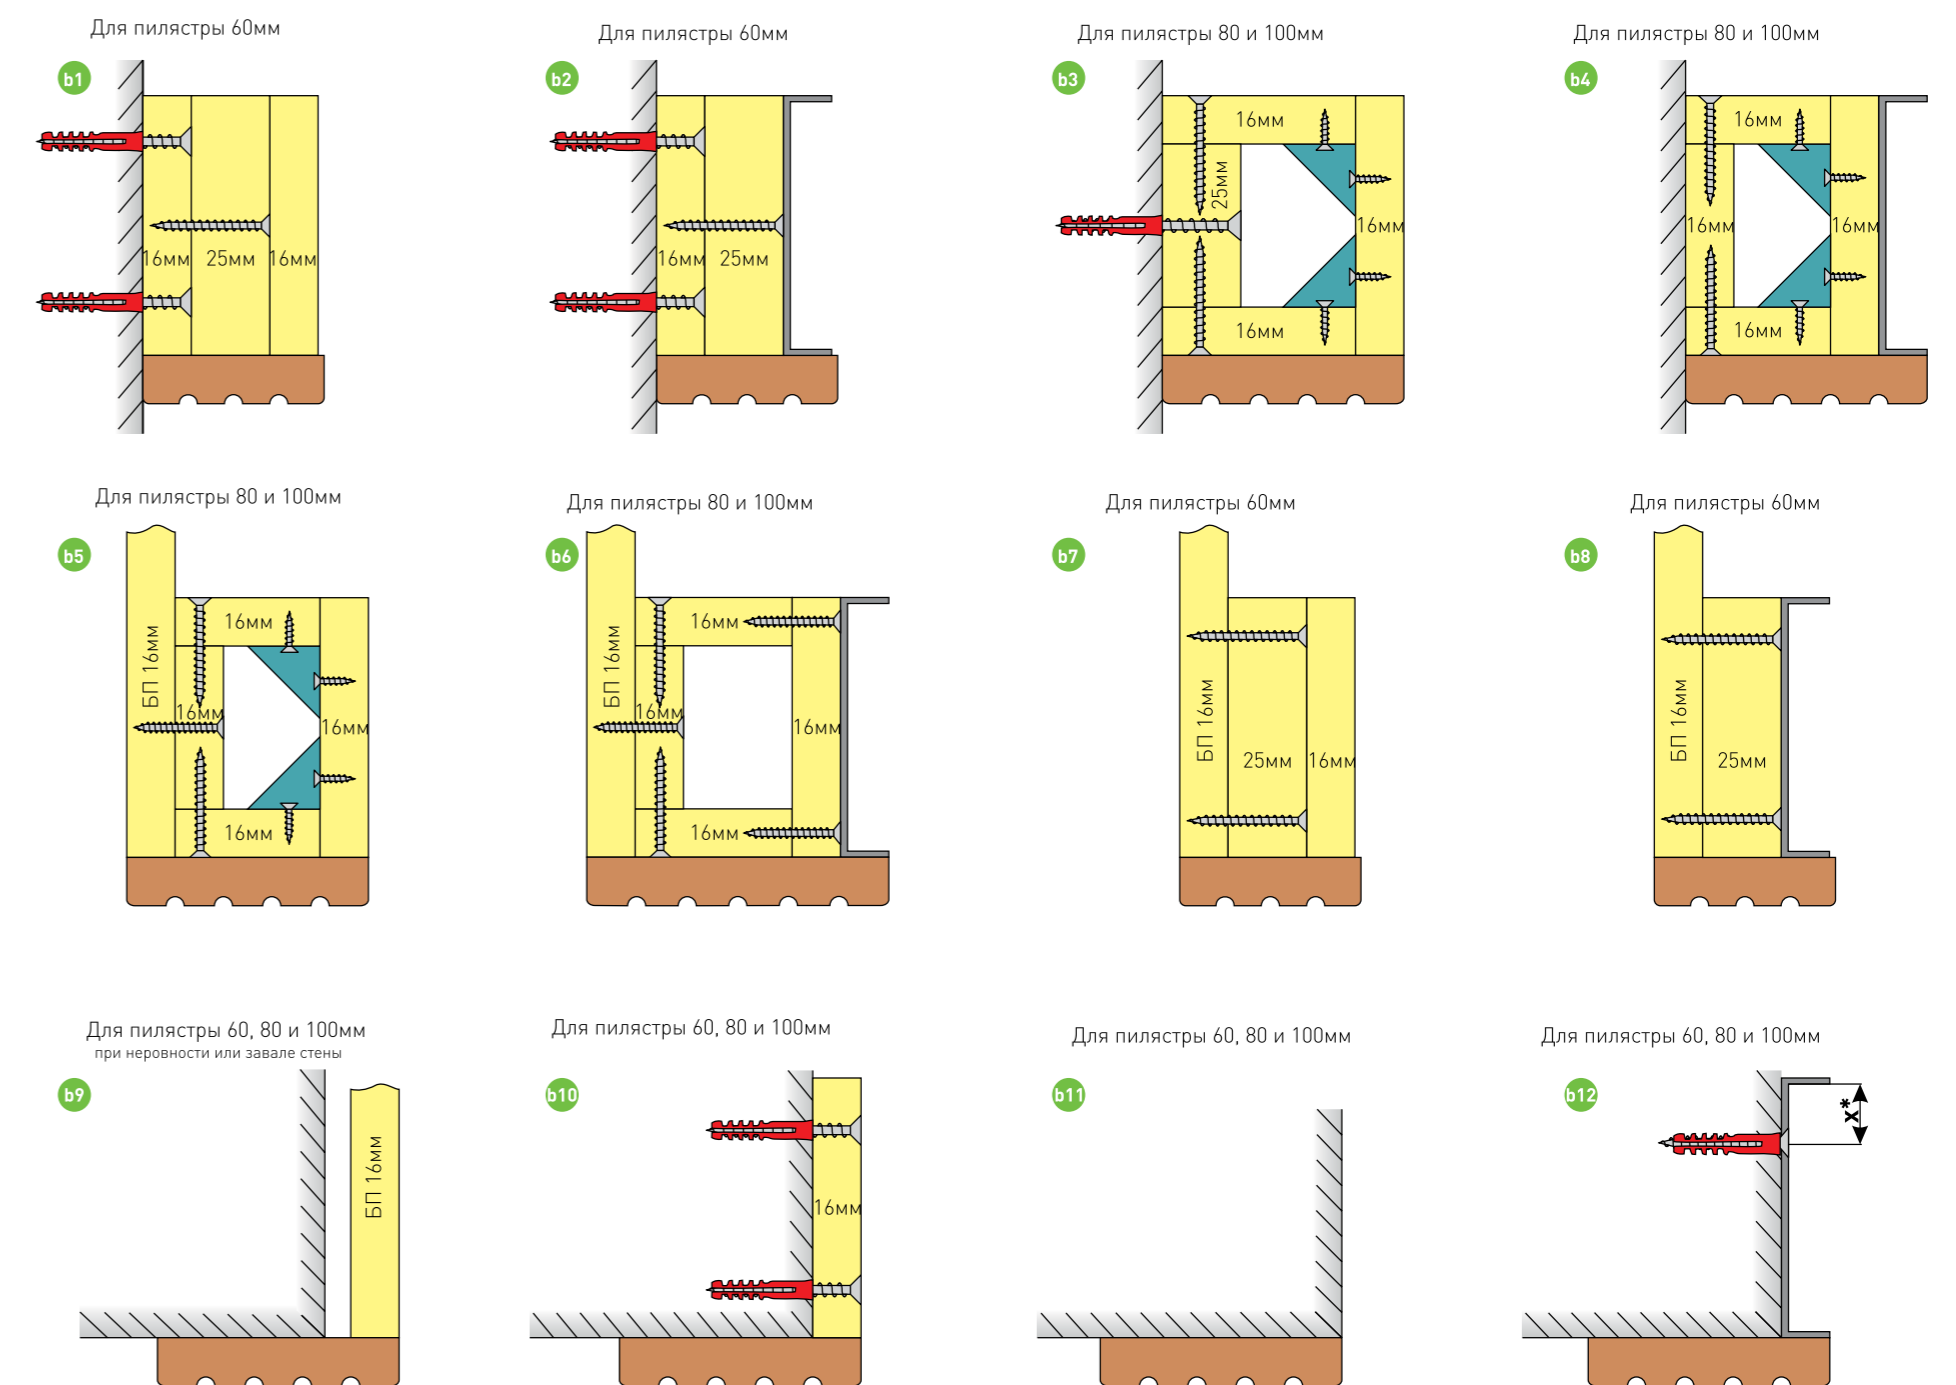 Для пилястры 60мм
b1
16мм 25мм 16мм
Для пилястры 60мм
b2
16мм 25мм
Для пилястры 80 и 100мм
b3
16мм
25мм
16мм
16мм
Для пилястры 80 и 100мм
b4
16мм
16мм 16мм
16мм
Для пилястры 80 и 100мм
b5
БП 16мм
16мм
16мм
16мм
16мм
Для пилястры 80 и 100мм
b6
БП 16мм
16мм
16мм
16мм
16мм
Для пилястры 60мм
b7
БП 16мм
25мм 16мм
Для пилястры 60мм
b8
БП 16мм
25мм
Для пилястры 60, 80 и 100мм
при неровности или завале стены
b9
БП 16мм
Для пилястры 60, 80 и 100мм
b10
16мм
Для пилястры 60, 80 и 100мм
b11
Для пилястры 60, 80 и 100мм
b12
x*